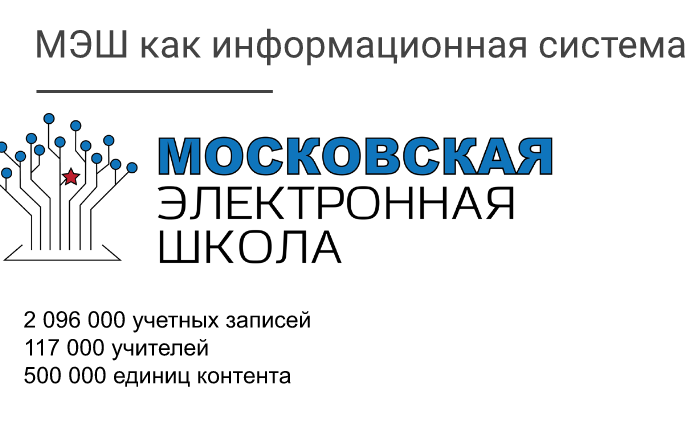 МЭШ как информационная система
МОСКОВСКАЯ
ЭЛЕКТРОННАЯ
ШКОЛА
2 096 000 учетных записей
117 000 учителей
500 000 единиц контента